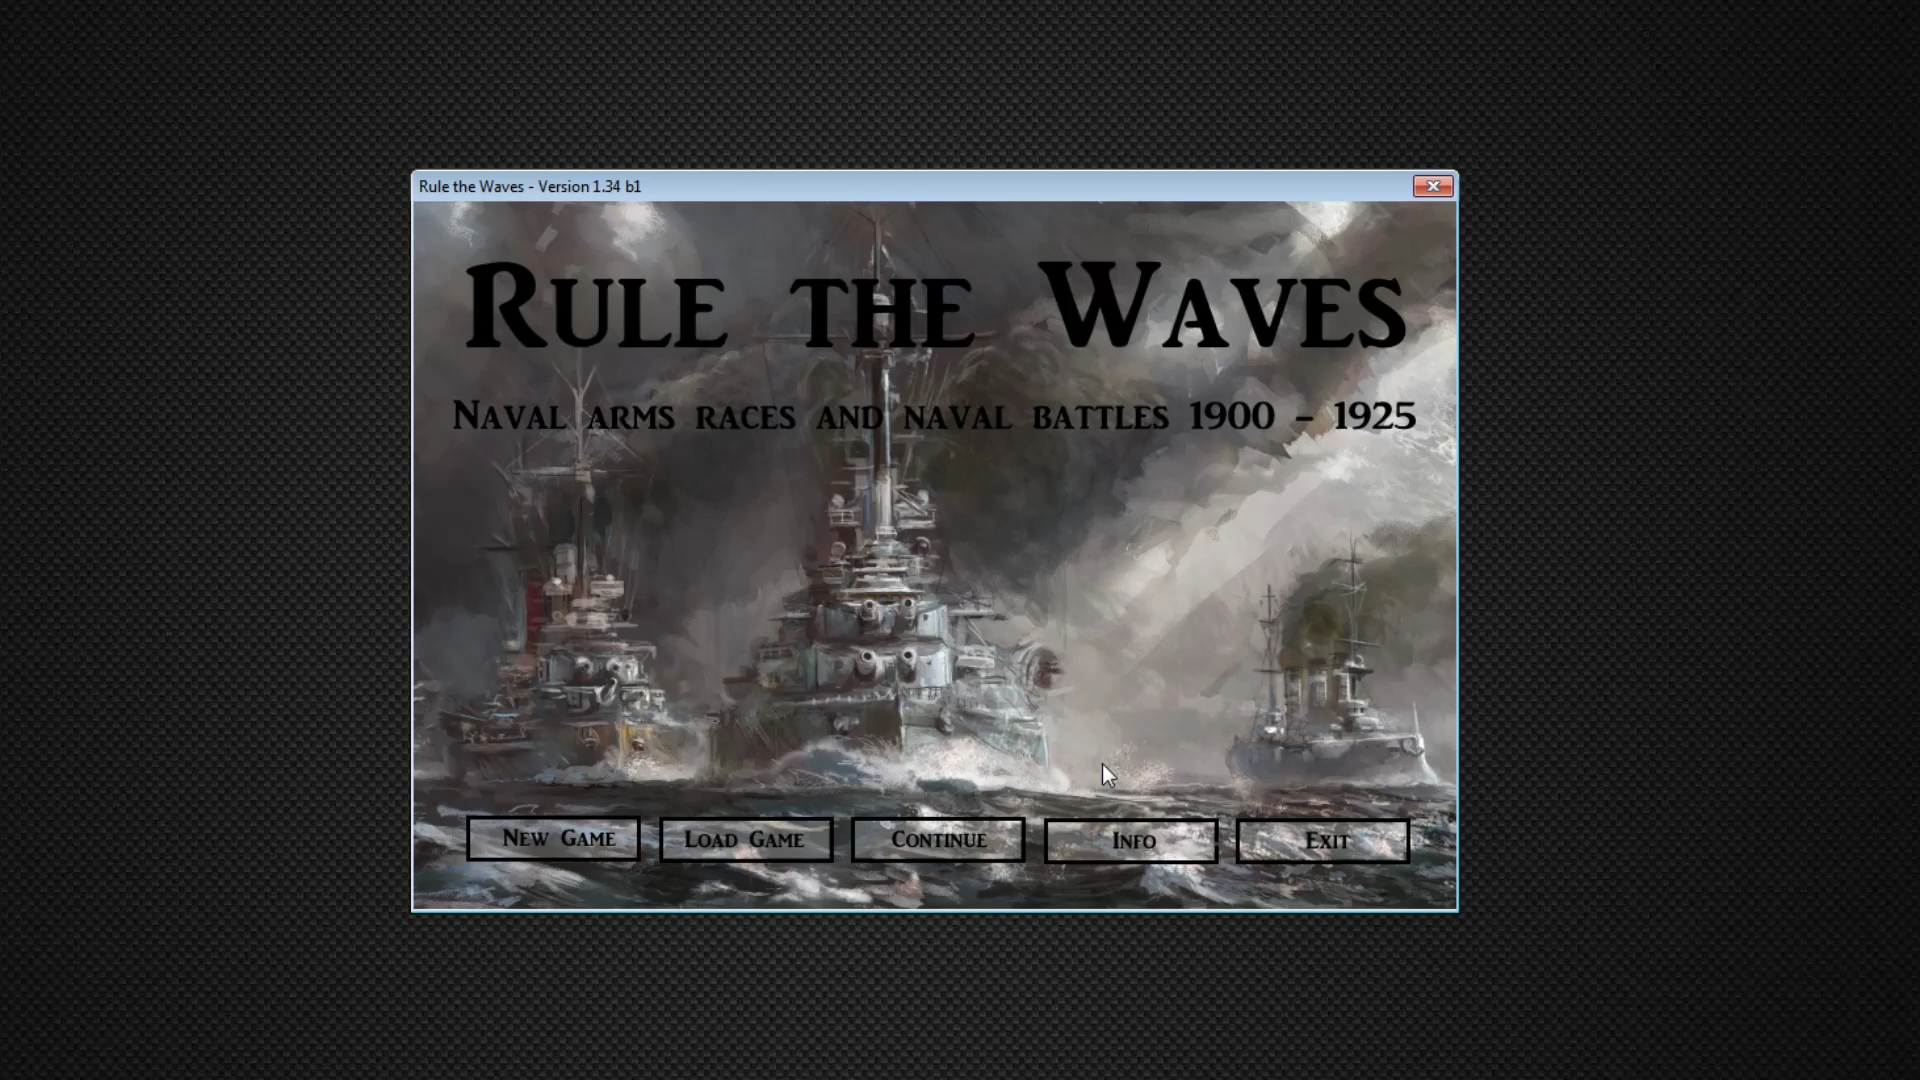 Rule the Waves - Version 1.34 b1
Rule the Waves
Naval arms races and naval battles 1900 - 1925
New Game
Load Game
Continue
Info
Exit